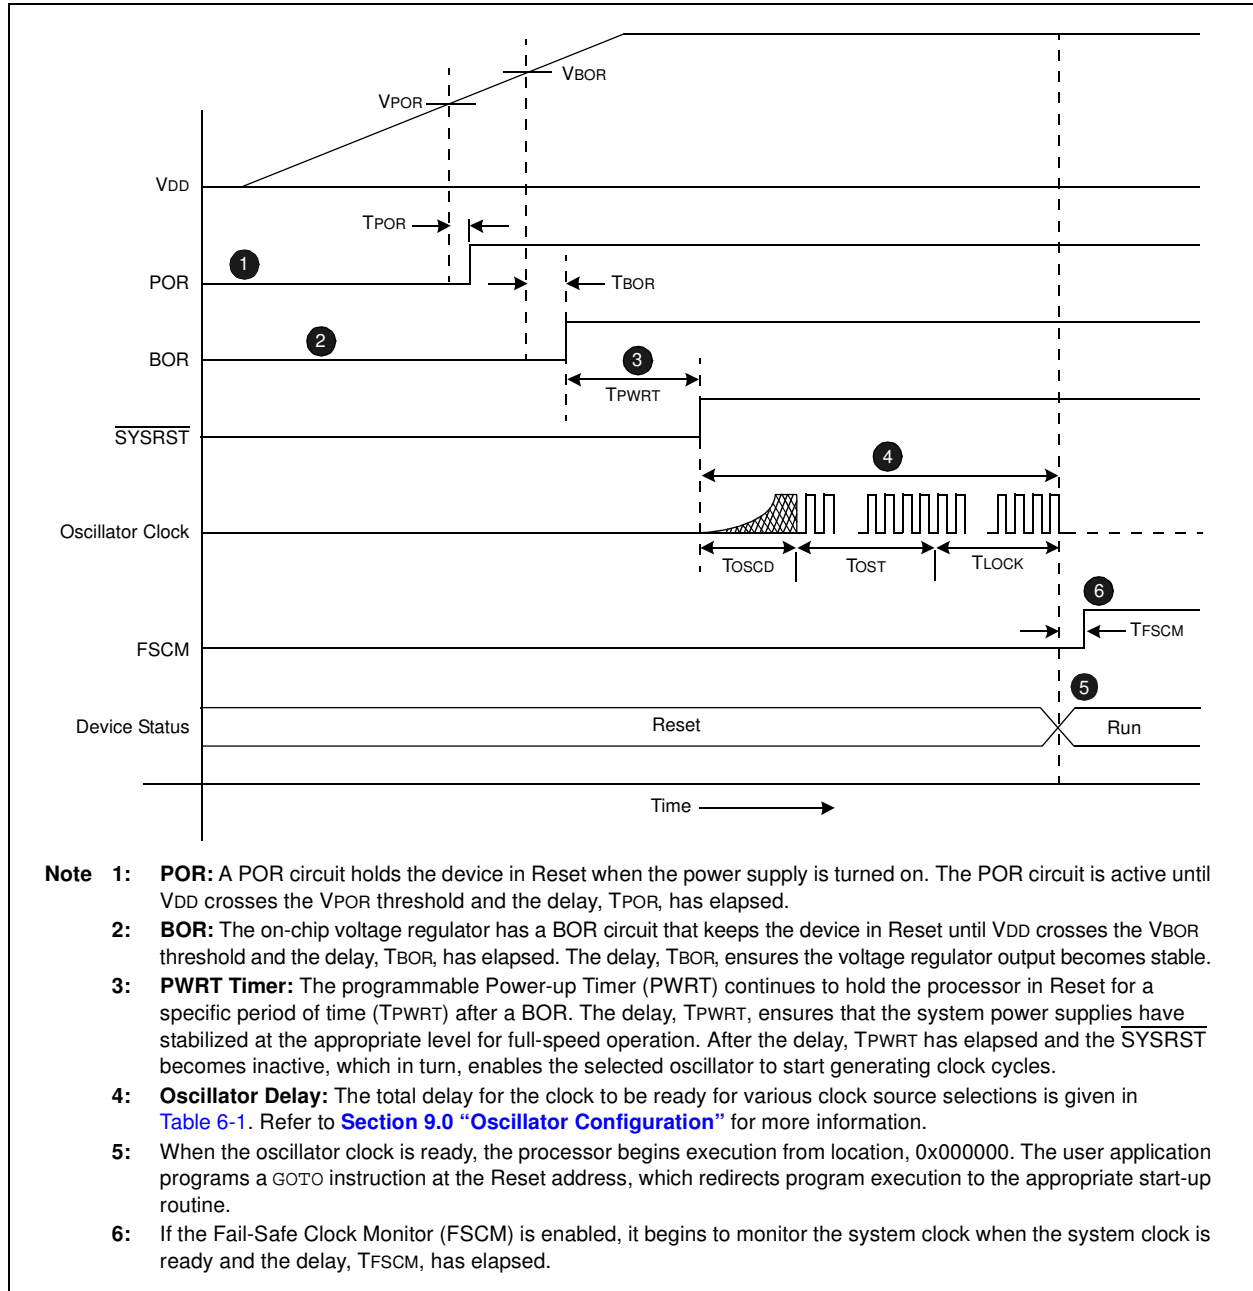 VBOR
VPOR
VDD
TPOR
1
POR
TBOR
2
BOR
3
TPWRT
SYSRST
4
Oscillator Clock
TOSCD
TOST
TLOCK
6
TFSCM
FSCM
5
Device Status
Reset
Run
Time
Note 1: POR: A POR circuit holds the device in Reset when the power supply is turned on. The POR circuit is active until
VDD crosses the VPOR threshold and the delay, TPOR, has elapsed.
2: BOR: The on-chip voltage regulator has a BOR circuit that keeps the device in Reset until VDD crosses the VBOR
threshold and the delay, TBOR, has elapsed. The delay, TBOR, ensures the voltage regulator output becomes stable.
3: PWRT Timer: The programmable Power-up Timer (PWRT) continues to hold the processor in Reset for a
specific period of time (TPWRT) after a BOR. The delay, TPWRT, ensures that the system power supplies have
stabilized at the appropriate level for full-speed operation. After the delay, TPWRT has elapsed and the SYSRST
becomes inactive, which in turn, enables the selected oscillator to start generating clock cycles.
4: Oscillator Delay: The total delay for the clock to be ready for various clock source selections is given in
Table 6-1. Refer to Section 9.0 “Oscillator Configuration” for more information.
5: When the oscillator clock is ready, the processor begins execution from location, 0x000000. The user application
programs a GOTO instruction at the Reset address, which redirects program execution to the appropriate start-up
routine.
6: If the Fail-Safe Clock Monitor (FSCM) is enabled, it begins to monitor the system clock when the system clock is
ready and the delay, TFSCM, has elapsed.